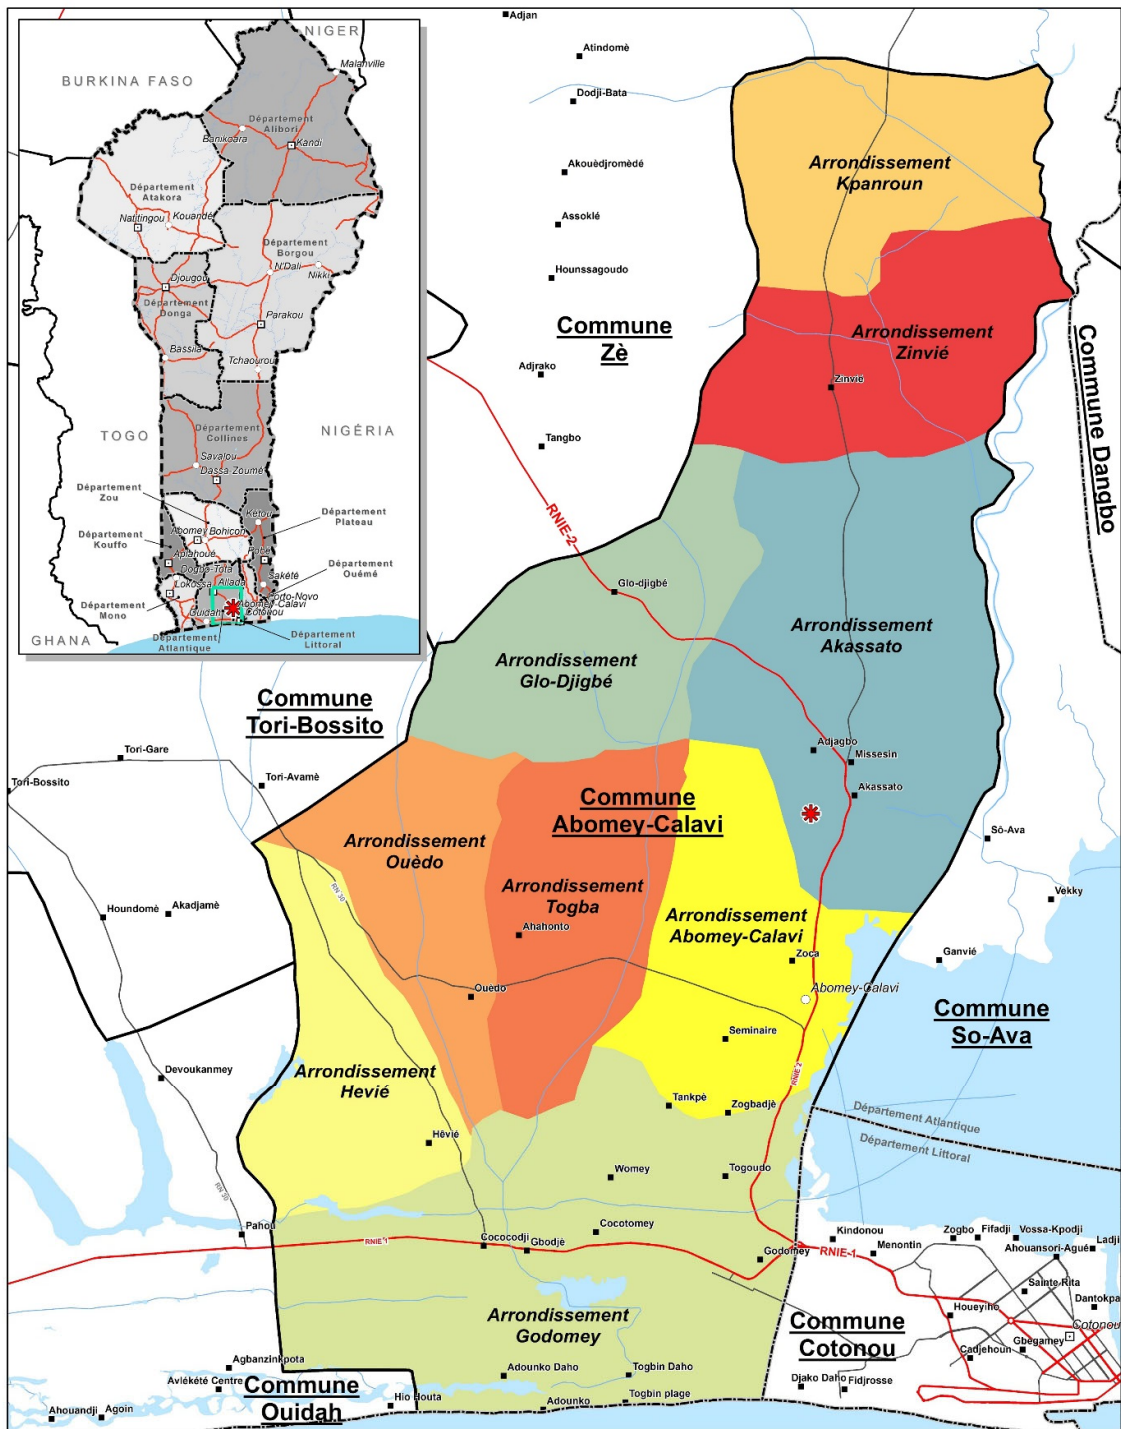 NIGER
BURKINA FASO
Malanville
Département
Alibori
Banikoara
Kandi
Département
Atakora
Natitingou
Kouandé
Département
Borgou
N'Dali
Nikki
Djougou
Département
Donga
Parakou
Bassila
Tchaourou
TOGO
NIGÉRIA
Département
Collines
Savalou
Dassa-Zoumé
Département
Zou
Kétou
Département
Plateau
Département
Kouffo
Abomey
Bohicon
Pobè
Aplahoué
Dogbo-Tota
Sakété
Département
Ouémé
Lokossa
Allada
Porto-Novo
Département
Mono
Abomey-Calavi
Ouidah
Cotonou
GHANA
Département
Atlantique
Département
Littoral
Adjan
Atindomè
Dodji-Bata
Akouèdjromèdé
Assoklé
Hounssagoudo
Commune
Zè
Adjrako
Tangbo
RNIE-2
Arrondissement
Kpanroun
Arrondissement
Zinvié
Zinvié
Commune Dangbo
Glo-djigbé
Arrondissement
Akassato
Arrondissement
Glo-Djigbé
Commune
Tori-Bossito
Tori-Gare
Tori-Bossito
Tori-Avamè
Adjagbo
Missesin
Akassato
Commune
Abomey-Calavi
Sô-Ava
Arrondissement
Ouèdo
RN 30
Arrondissement
Togba
Ahahonto
Arrondissement
Abomey-Calavi
Vekky
Houndomè
Akadjamè
Zoca
Ganvié
Ouèdo
Abomey-Calavi
Commune
So-Ava
Seminaire
Devoukanmey
Arrondissement
Hevié
RNIE 2
Tankpè
Zogbadjè
Département Atlantique
Département Littoral
Hêvié
Womey
Togoudo
RN 30
Pahou
RNIE 1
Cococodji
Gbodjè
Cocotomey
Godomey
RNIE-1
Kindonou
Menontin
Zogbo
Fifadji
Vossa-Kpodji
Ahouansori-Agué
Ladji
Sainte Rita
Dantokpa
Houeyiho
Cotonou
Gbegamey
Cadjehoun
Arrondissement
Godomey
Commune
Cotonou
Agbanzinkpota
Avlékété Centre
Adounko Daho
Togbin Daho
Djako Daho
Fidjrosse
Commune
Ouidah
Hio Houta
Adounko
Togbin plage
Ahouandji
Agoin